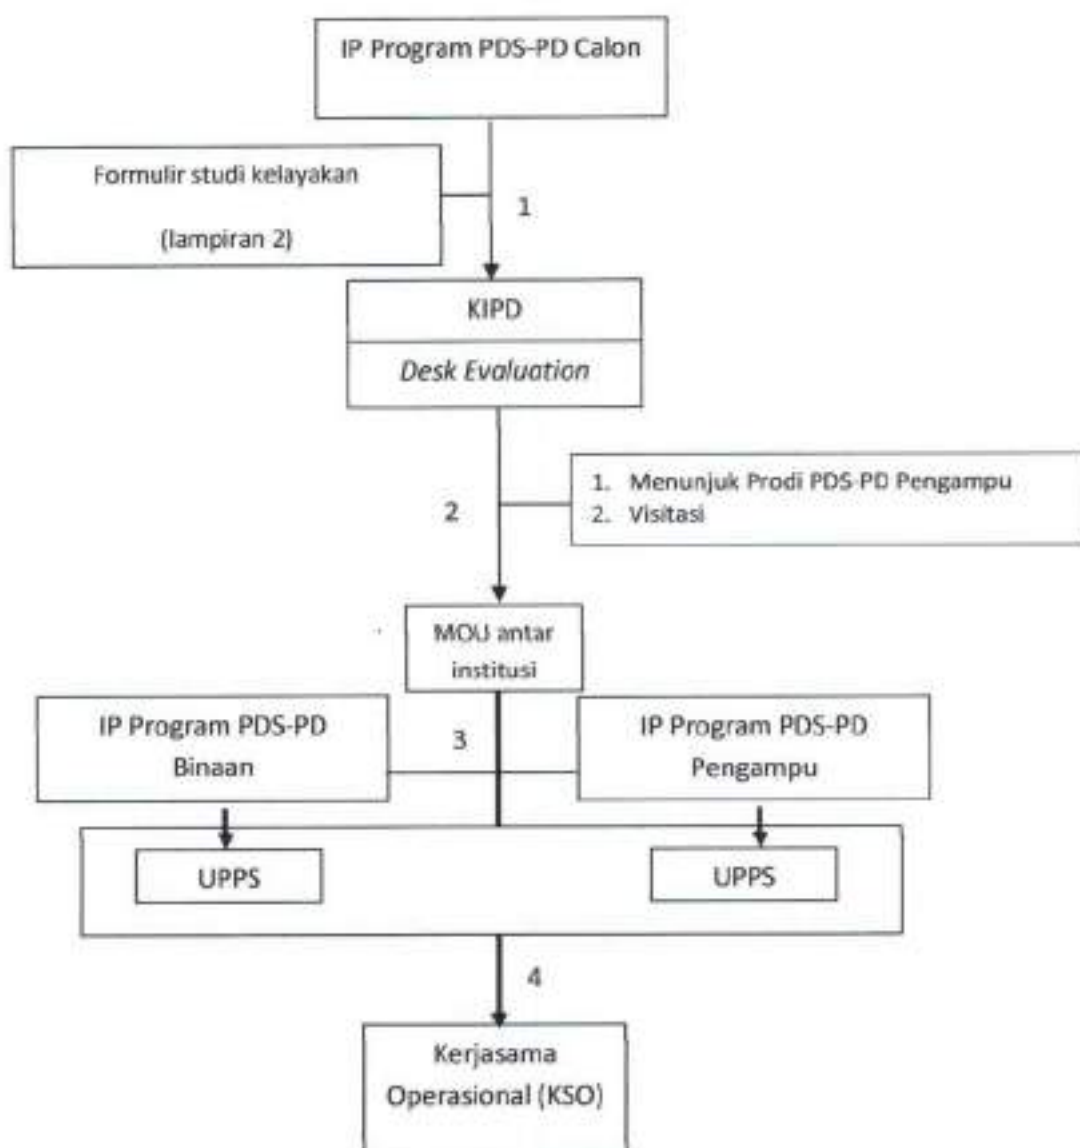 IP Program PDS-PD Calon
Formulir studi kelayakan
(lampiran 2)
1
KIPD
Desk Evaluation
2
1. Menunjuk Prodi PDS-PD Pengampu
2. Visitasi
MOU antar
institusi
IP Program PDS-PD
Binaan
3
IP Program PDS-PD
Pengampu
UPPS
UPPS
4
Kerjasama
Operasional (KSO)